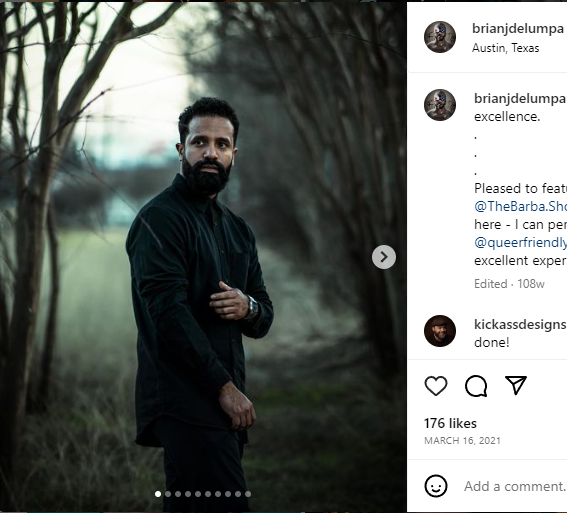 brianjdelumpa
Austin, Texas
brianjdelumpa
excellence.
.
.
.
Pleased to featu
@TheBarba.Sho
here - I can per
@queerfriendly
excellent exper
Edited · 108w
kickassdesigns
done!
176 likes
MARCH 16, 2021
Add a comment.